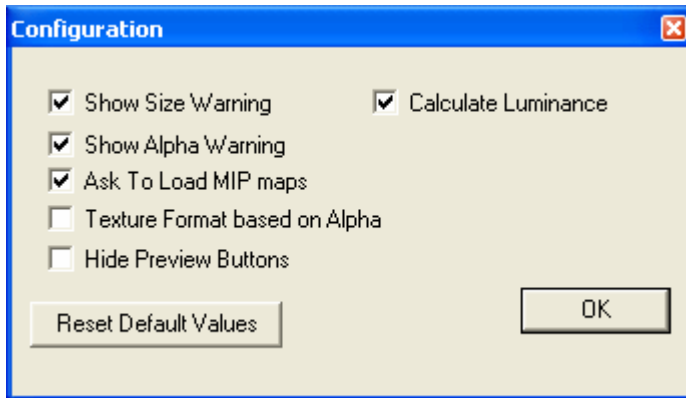 Configuration
Show Size Warning
Calculate Luminance
Show Alpha Warning
Ask To Load MIP maps
Texture Format based on Alpha
Hide Preview Buttons
Reset Default Values
OK